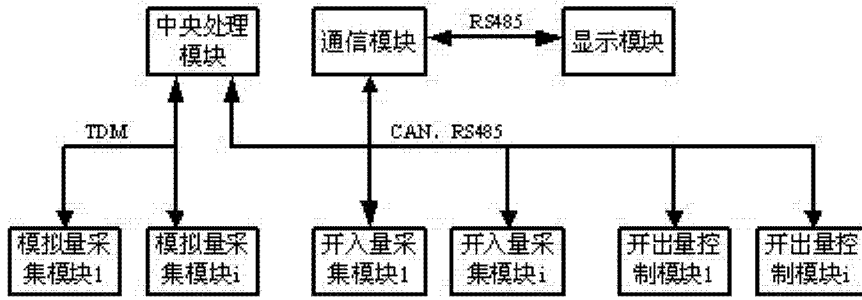 中央处理
模块
通信模块
RS485
显示模块
TDM
CAN, RS485
模拟量采
集模块1
模拟量采
集模块i
开入量采
集模块1
开入量采
集模块i
开出量控
制模块1
开出量控
制模块i